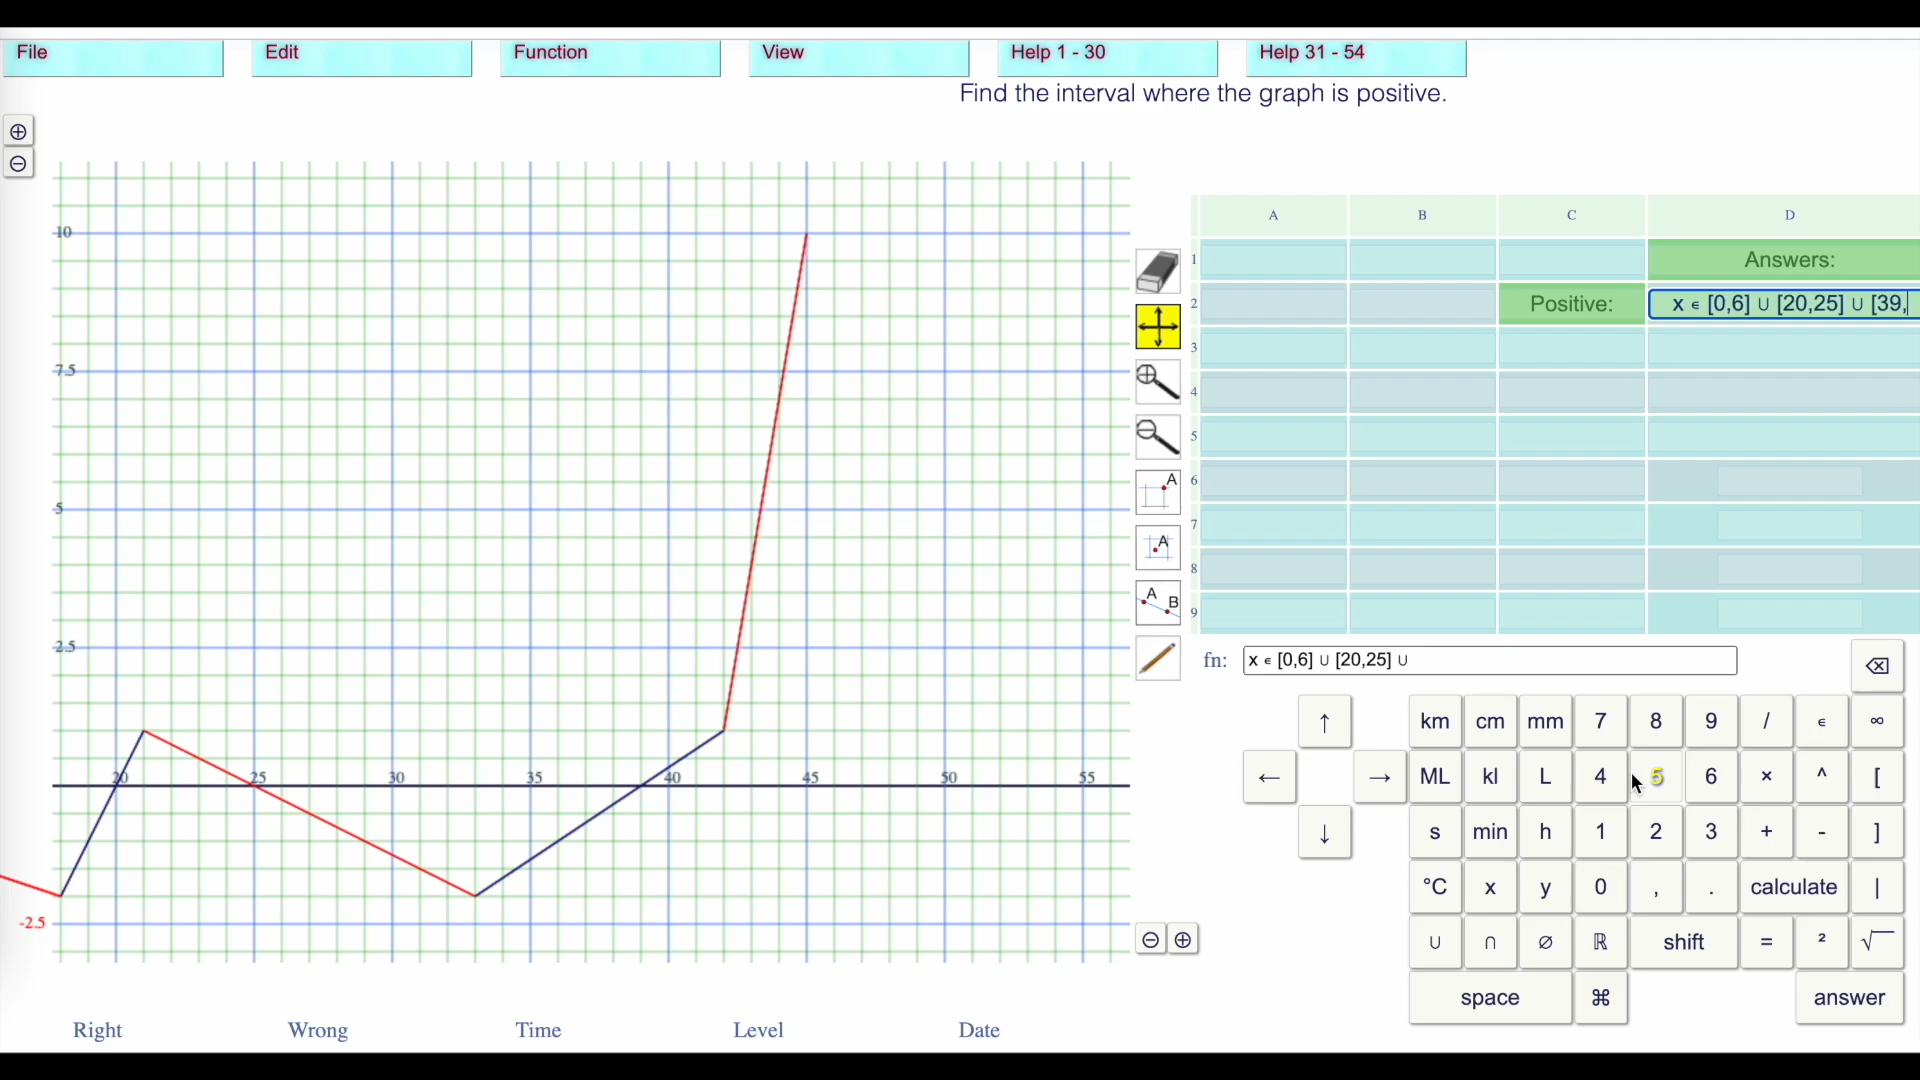 File Edit Function View Help 1 - 30 Help 31 - 54
Find the interval where the graph is positive.
10
7.5
5
2.5
20 25 30 35 40 45 50 55
-2.5
A
A
A B
A B C D
1 Answers:
2 Positive: x ∊ [0,6] ∪ [20,25] ∪ [39,
3
4
5
6
7
8
9
fn: x ∊ [0,6] ∪ [20,25] ∪
⌫
↑ km cm mm 7 8 9 / ∊ ∞
← → ML kl L 4 5 6 × ^ [
↓ s min h 1 2 3 + - ]
°C x y 0 , . calculate |
∪ ∩ ∅ ℝ shift = ² √
space ⌘ answer
Right Wrong Time Level Date